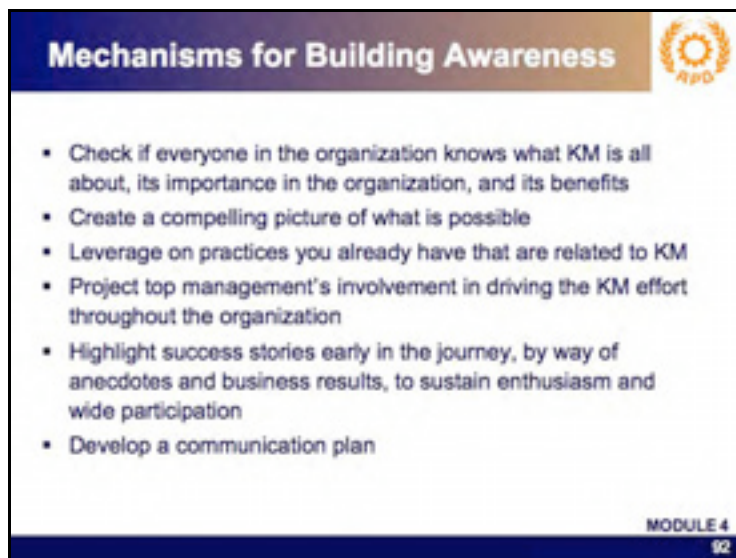 Mechanisms for Building Awareness
APO
▪ Check if everyone in the organization knows what KM is all
about, its importance in the organization, and its benefits
▪ Create a compelling picture of what is possible
▪ Leverage on practices you already have that are related to KM
▪ Project top management's involvement in driving the KM effort
throughout the organization
▪ Highlight success stories early in the journey, by way of
anecdotes and business results, to sustain enthusiasm and
wide participation
▪ Develop a communication plan
MODULE 4
92